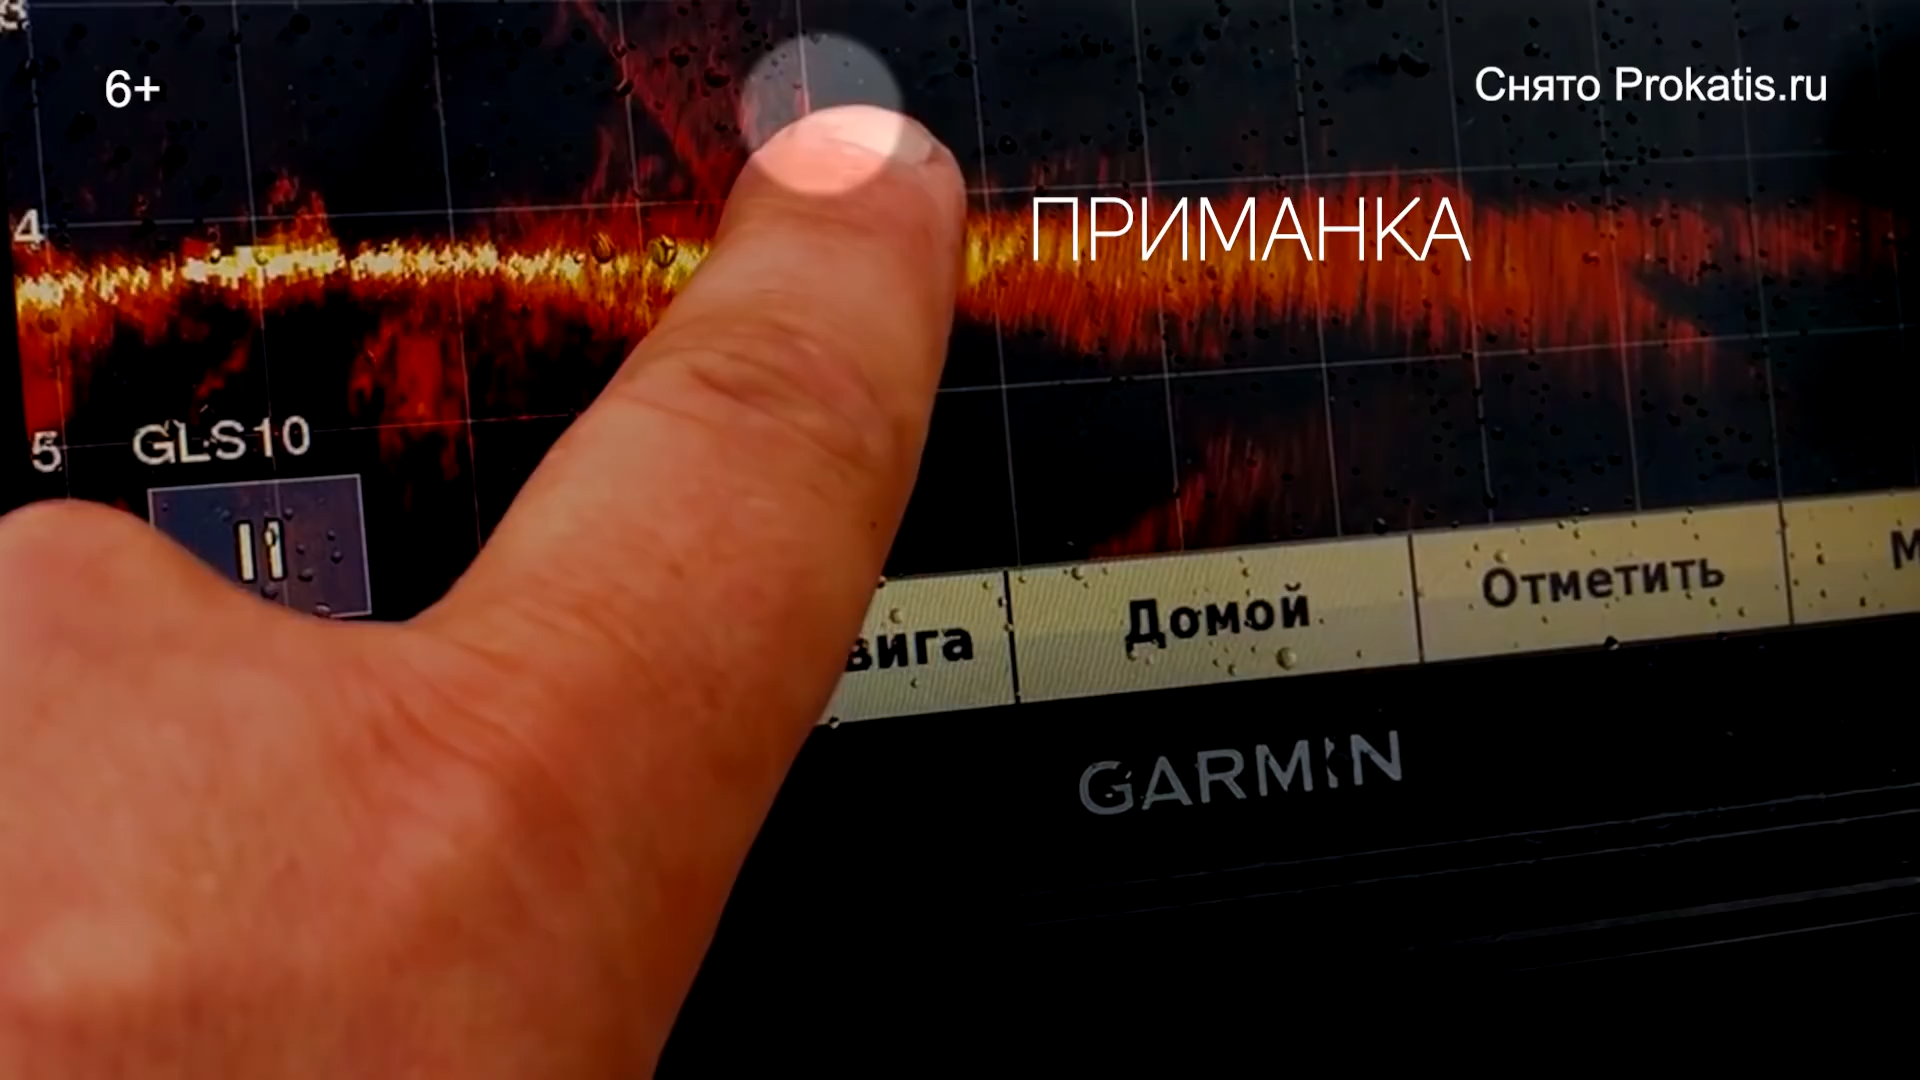 6+
Снято Prokatis.ru
ПРИМАНКА
4
5
GLS10
вига
Домой
Отметить
GARMIN